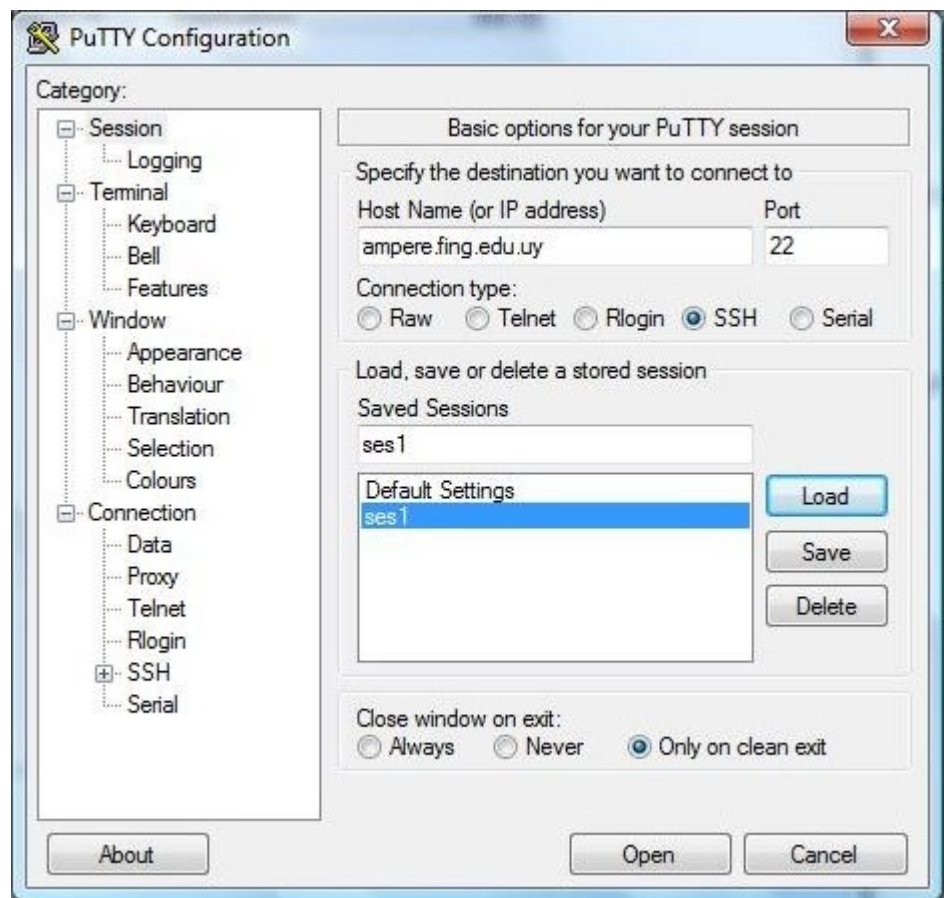 PuTTY Configuration
Category:
Session
Logging
Terminal
Keyboard
Bell
Features
Window
Appearance
Behaviour
Translation
Selection
Colours
Connection
Data
Proxy
Telnet
Rlogin
SSH
Serial
Basic options for your PuTTY session
Specify the destination you want to connect to
Host Name (or IP address) Port
ampere.fing.edu.uy 22
Connection type:
Raw Telnet Rlogin SSH Serial
Load, save or delete a stored session
Saved Sessions
ses1
Default Settings
ses1
Load
Save
Delete
Close window on exit:
Always Never Only on clean exit
About Open Cancel